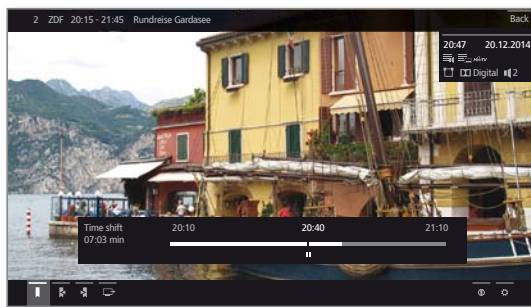 2 ZDF 20:15 - 21:45 Rundreise Gardasee Back
20:47 20.12.2014
HbbTV
Digital 2
Time shift 20:10 20:40 21:10
07:03 min